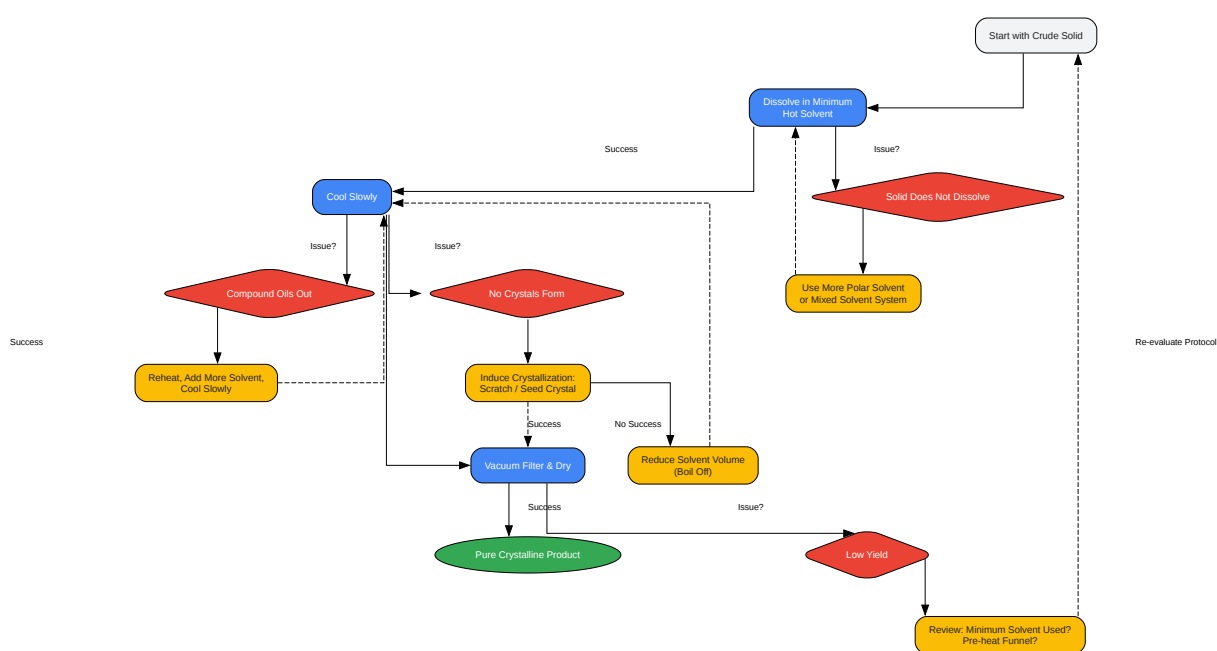 Start with Crude Solid
Dissolve in Minimum
Hot Solvent
Success
Issue?
Cool Slowly
Solid Does Not Dissolve
Issue?
Issue?
Compound Oils Out
No Crystals Form
Use More Polar Solvent
or Mixed Solvent System
Success
Re-evaluate Protocol
Reheat, Add More Solvent,
Cool Slowly
Induce Crystallization:
Scratch / Seed Crystal
Success
No Success
Vacuum Filter & Dry
Reduce Solvent Volume
(Boil Off)
Success
Issue?
Pure Crystalline Product
Low Yield
Review: Minimum Solvent Used?
Pre-heat Funnel?